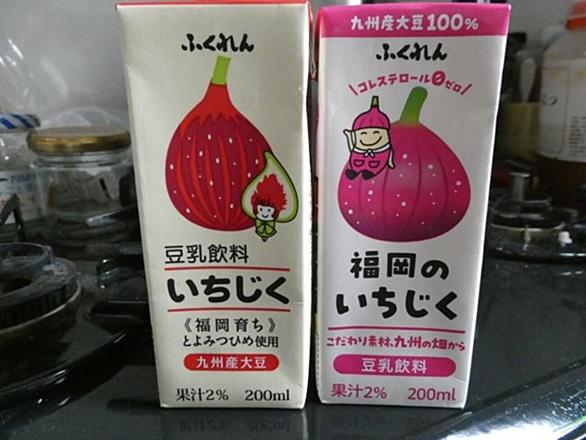 ふくれん
豆乳飲料
いちじく
《福岡育ち》
とよみつひめ使用
九州産大豆
果汁2% 200ml
九州産大豆100%
ふくれん
コレステロール0ゼロ
福岡の
いちじく
こだわり素材、九州の畑から
豆乳飲料
果汁2% 200ml